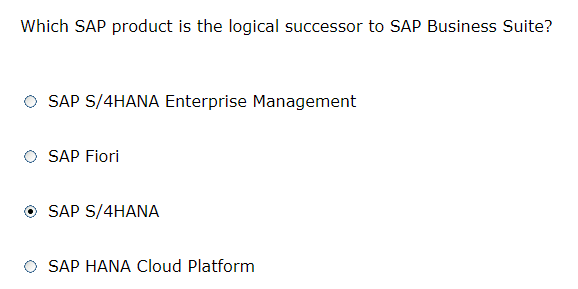 Which SAP product is the logical successor to SAP Business Suite?
SAP S/4HANA Enterprise Management
SAP Fiori
SAP S/4HANA
SAP HANA Cloud Platform